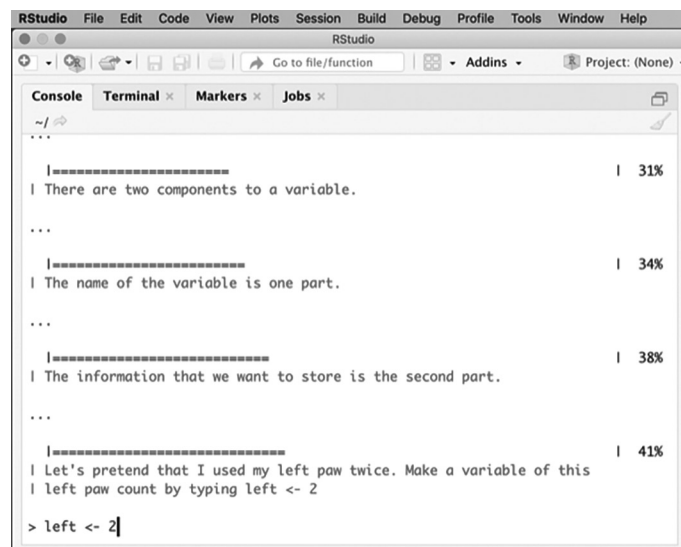 RStudio File Edit Code View Plots Session Build Debug Profile Tools Window Help
RStudio
Go to file/function Addins Project: (None)
Console Terminal × Markers × Jobs ×
~/
...
|====================== | 31%
| There are two components to a variable.
...
|======================== | 34%
| The name of the variable is one part.
...
|=========================== | 38%
| The information that we want to store is the second part.
...
|============================= | 41%
| Let's pretend that I used my left paw twice. Make a variable of this
| left paw count by typing left <- 2
> left <- 2